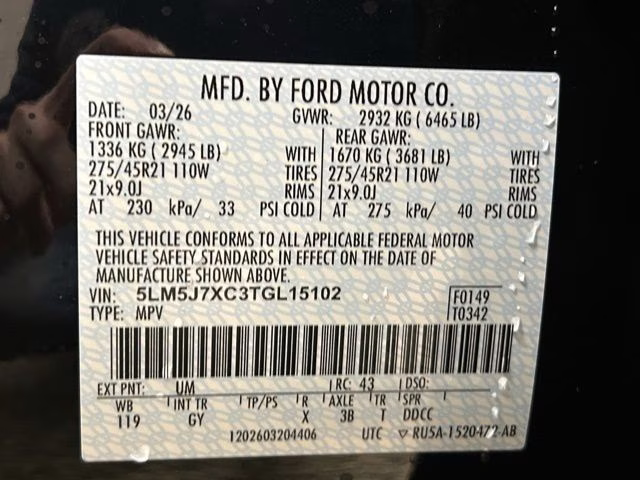 MFD. BY FORD MOTOR CO.
DATE: 03/26 GVWR: 2932 KG ( 6465 LB)
FRONT GAWR: REAR GAWR:
1336 KG ( 2945 LB) WITH 1670 KG ( 3681 LB) WITH
275/45R21 110W TIRES 275/45R21 110W TIRES
21x9.0J RIMS 21x9.0J RIMS
AT 230 kPa/ 33 PSI COLD AT 275 kPa/ 40 PSI COLD
THIS VEHICLE CONFORMS TO ALL APPLICABLE FEDERAL MOTOR
VEHICLE SAFETY STANDARDS IN EFFECT ON THE DATE OF
MANUFACTURE SHOWN ABOVE.
VIN: 5LM5J7XC3TGL15102 F0149
TYPE: MPV T0342
EXT PNT: UM RC: 43 DSO:
WB INT TR TP/PS R AXLE TR SPR
119 GY X 3B T DDCC
1202603204406 UTC ▽ RU5A-1520472-AB